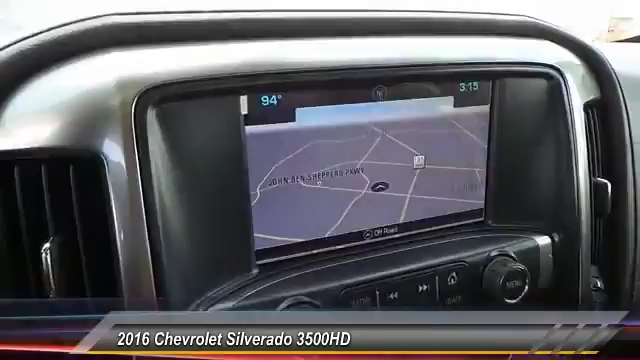 94° 3:15
JOHN BEN SHEPPERD PKWY
Off Road
MENU
2016 Chevrolet Silverado 3500HD